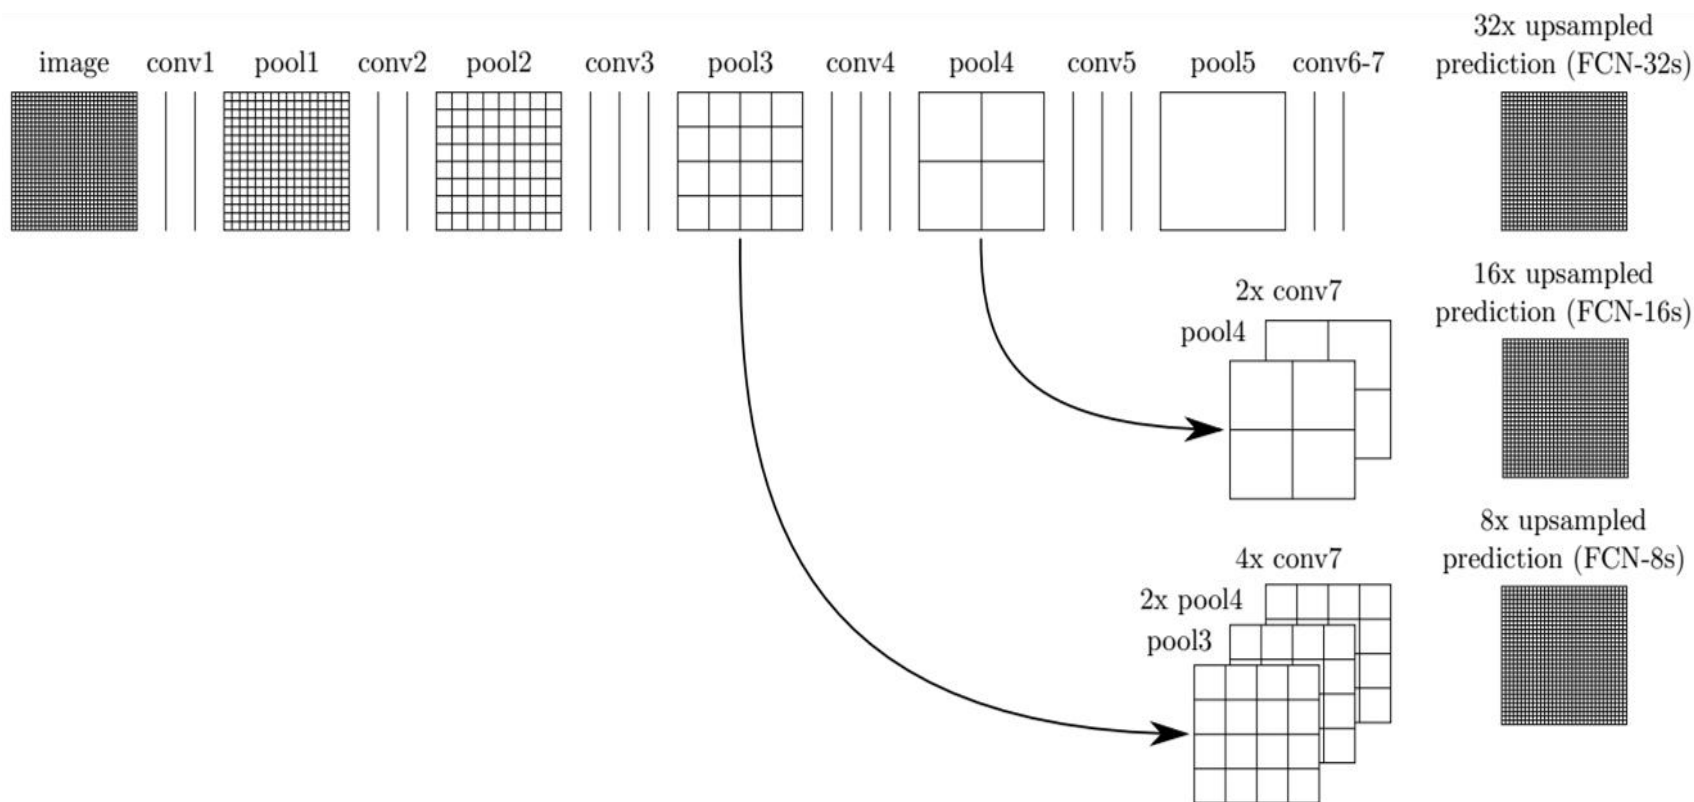 image conv1 pool1 conv2 pool2 conv3 pool3 conv4 pool4 conv5 pool5 conv6-7
32x upsampled
prediction (FCN-32s)
16x upsampled
prediction (FCN-16s)
2x conv7
pool4
8x upsampled
prediction (FCN-8s)
4x conv7
2x pool4
pool3